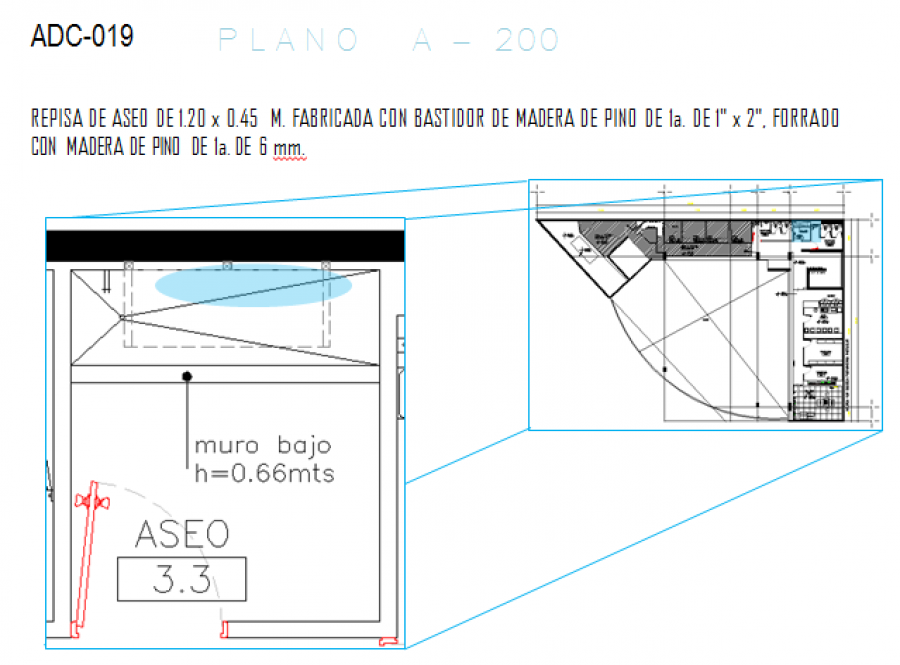 ADC-019
PLANO A - 200
REPISA DE ASEO DE 1.20 x 0.45 M. FABRICADA CON BASTIDOR DE MADERA DE PINO DE 1a. DE 1" x 2", FORRADO
CON MADERA DE PINO DE 1a. DE 6 mm.
muro bajo
h=0.66mts
ASEO
3.3